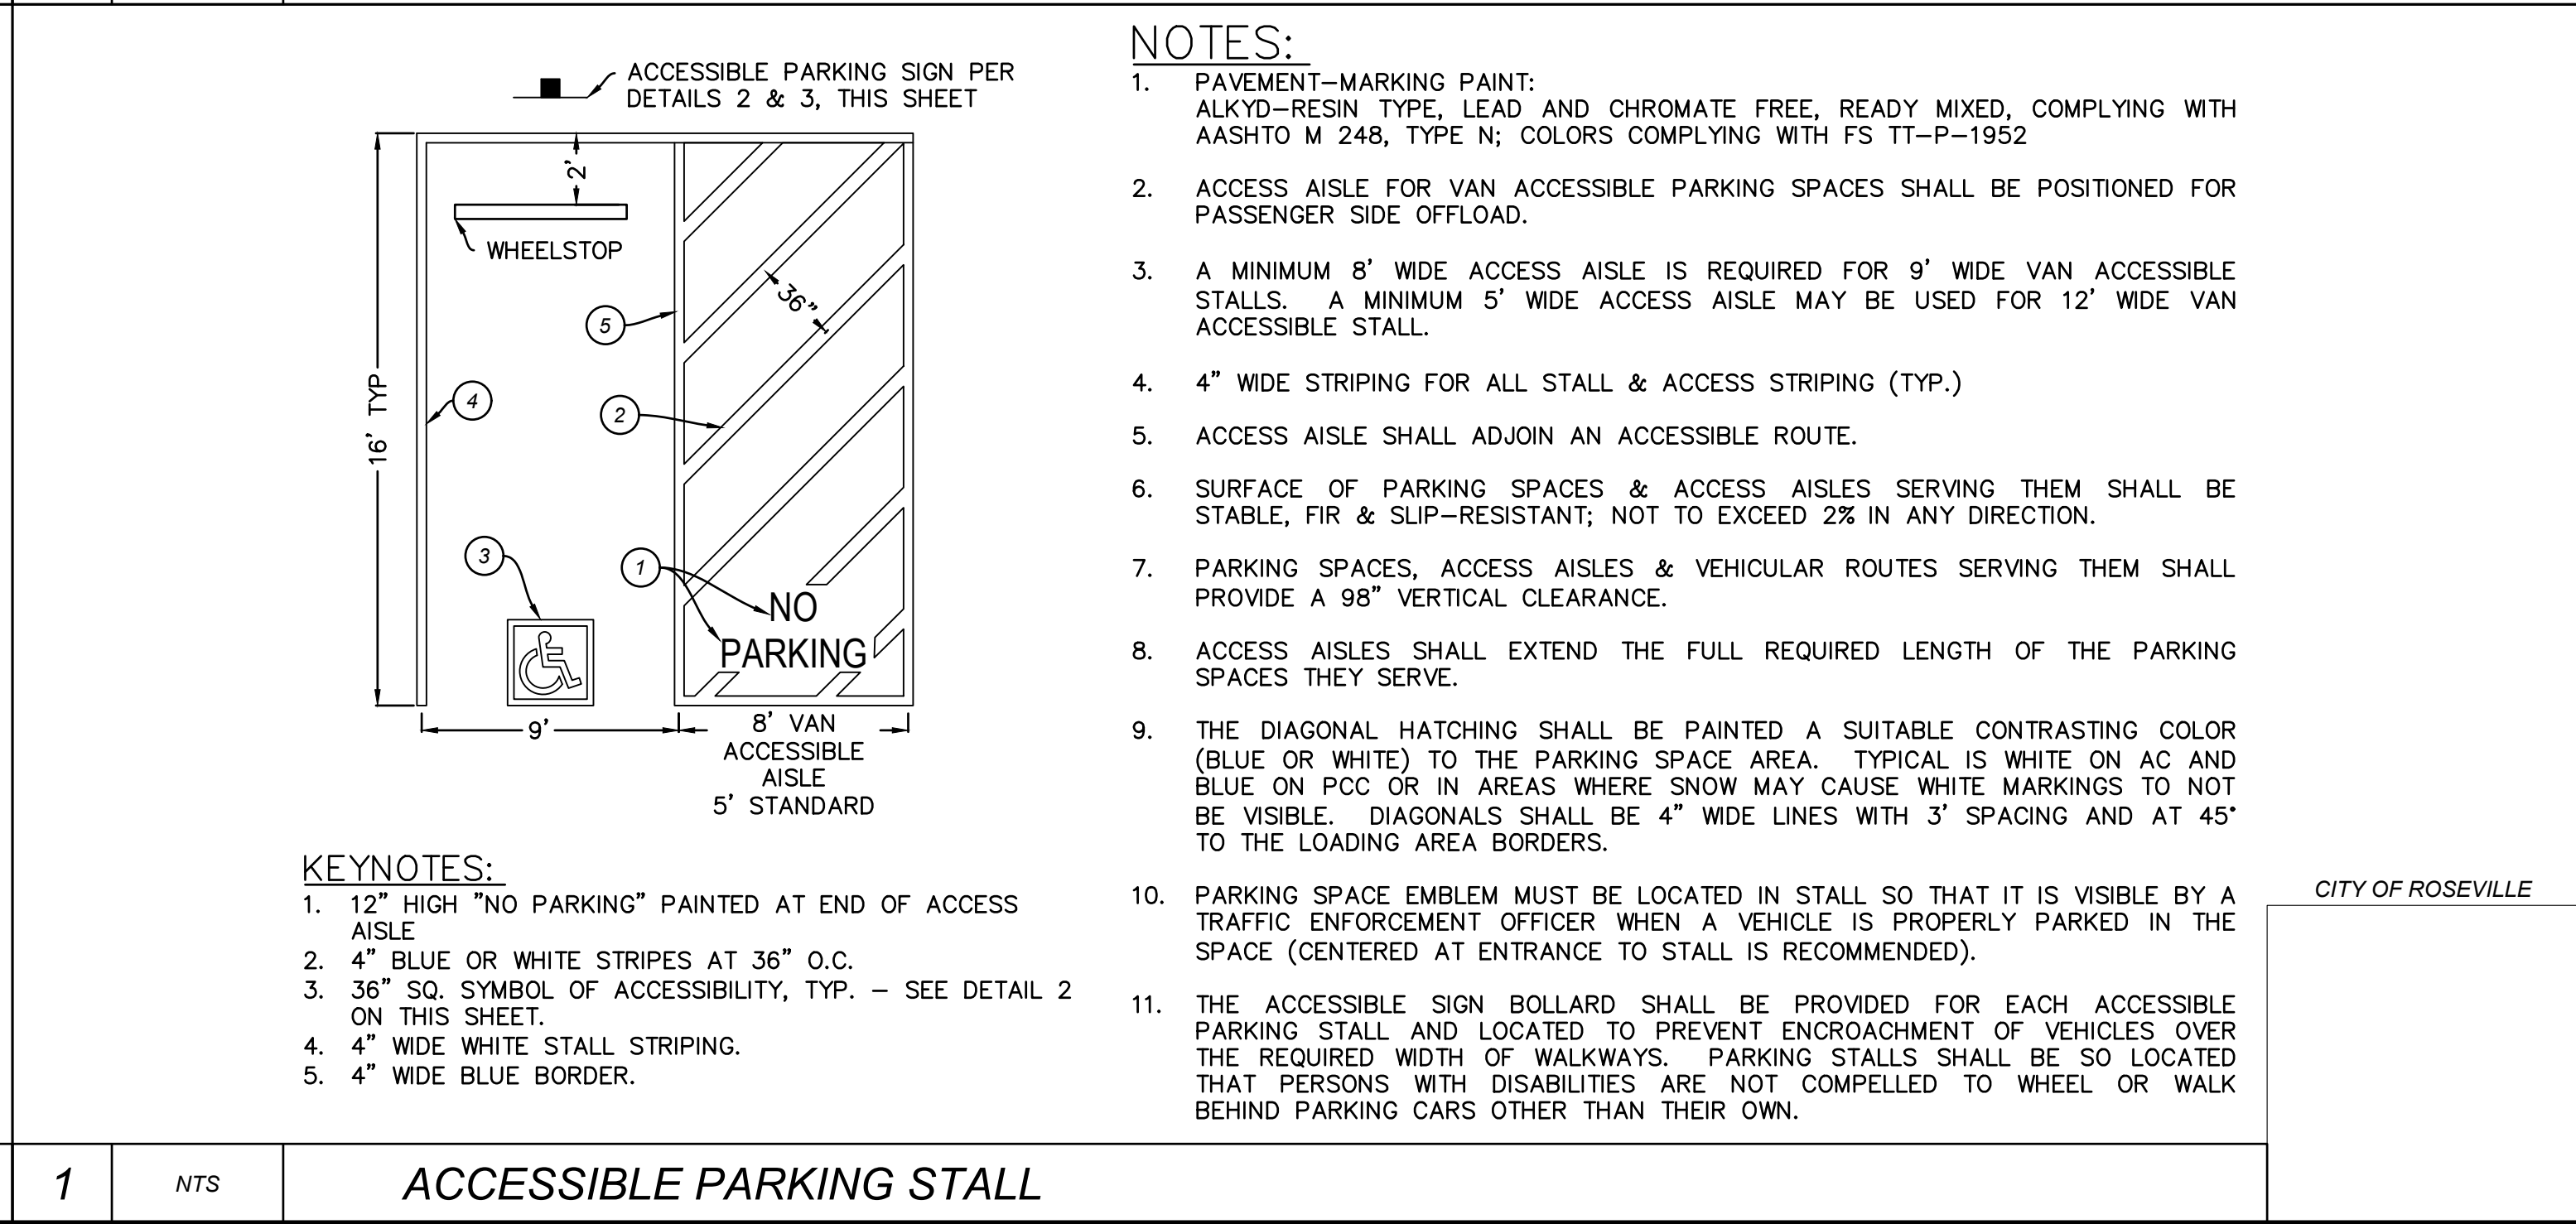 ACCESSIBLE PARKING SIGN PER
DETAILS 2 & 3, THIS SHEET
2'
WHEELSTOP
36"
16' TYP
5
4
2
3
1
NO
PARKING
9'
8' VAN
ACCESSIBLE
AISLE
5' STANDARD
KEYNOTES:
1. 12" HIGH "NO PARKING" PAINTED AT END OF ACCESS
AISLE
2. 4" BLUE OR WHITE STRIPES AT 36" O.C.
3. 36" SQ. SYMBOL OF ACCESSIBILITY, TYP. – SEE DETAIL 2
ON THIS SHEET.
4. 4" WIDE WHITE STALL STRIPING.
5. 4" WIDE BLUE BORDER.
NOTES:
1. PAVEMENT–MARKING PAINT:
ALKYD–RESIN TYPE, LEAD AND CHROMATE FREE, READY MIXED, COMPLYING WITH
AASHTO M 248, TYPE N; COLORS COMPLYING WITH FS TT–P–1952
2. ACCESS AISLE FOR VAN ACCESSIBLE PARKING SPACES SHALL BE POSITIONED FOR
PASSENGER SIDE OFFLOAD.
3. A MINIMUM 8' WIDE ACCESS AISLE IS REQUIRED FOR 9' WIDE VAN ACCESSIBLE
STALLS. A MINIMUM 5' WIDE ACCESS AISLE MAY BE USED FOR 12' WIDE VAN
ACCESSIBLE STALL.
4. 4" WIDE STRIPING FOR ALL STALL & ACCESS STRIPING (TYP.)
5. ACCESS AISLE SHALL ADJOIN AN ACCESSIBLE ROUTE.
6. SURFACE OF PARKING SPACES & ACCESS AISLES SERVING THEM SHALL BE
STABLE, FIR & SLIP–RESISTANT; NOT TO EXCEED 2% IN ANY DIRECTION.
7. PARKING SPACES, ACCESS AISLES & VEHICULAR ROUTES SERVING THEM SHALL
PROVIDE A 98" VERTICAL CLEARANCE.
8. ACCESS AISLES SHALL EXTEND THE FULL REQUIRED LENGTH OF THE PARKING
SPACES THEY SERVE.
9. THE DIAGONAL HATCHING SHALL BE PAINTED A SUITABLE CONTRASTING COLOR
(BLUE OR WHITE) TO THE PARKING SPACE AREA. TYPICAL IS WHITE ON AC AND
BLUE ON PCC OR IN AREAS WHERE SNOW MAY CAUSE WHITE MARKINGS TO NOT
BE VISIBLE. DIAGONALS SHALL BE 4" WIDE LINES WITH 3' SPACING AND AT 45°
TO THE LOADING AREA BORDERS.
10. PARKING SPACE EMBLEM MUST BE LOCATED IN STALL SO THAT IT IS VISIBLE BY A
TRAFFIC ENFORCEMENT OFFICER WHEN A VEHICLE IS PROPERLY PARKED IN THE
SPACE (CENTERED AT ENTRANCE TO STALL IS RECOMMENDED).
11. THE ACCESSIBLE SIGN BOLLARD SHALL BE PROVIDED FOR EACH ACCESSIBLE
PARKING STALL AND LOCATED TO PREVENT ENCROACHMENT OF VEHICLES OVER
THE REQUIRED WIDTH OF WALKWAYS. PARKING STALLS SHALL BE SO LOCATED
THAT PERSONS WITH DISABILITIES ARE NOT COMPELLED TO WHEEL OR WALK
BEHIND PARKING CARS OTHER THAN THEIR OWN.
CITY OF ROSEVILLE
1
NTS
ACCESSIBLE PARKING STALL